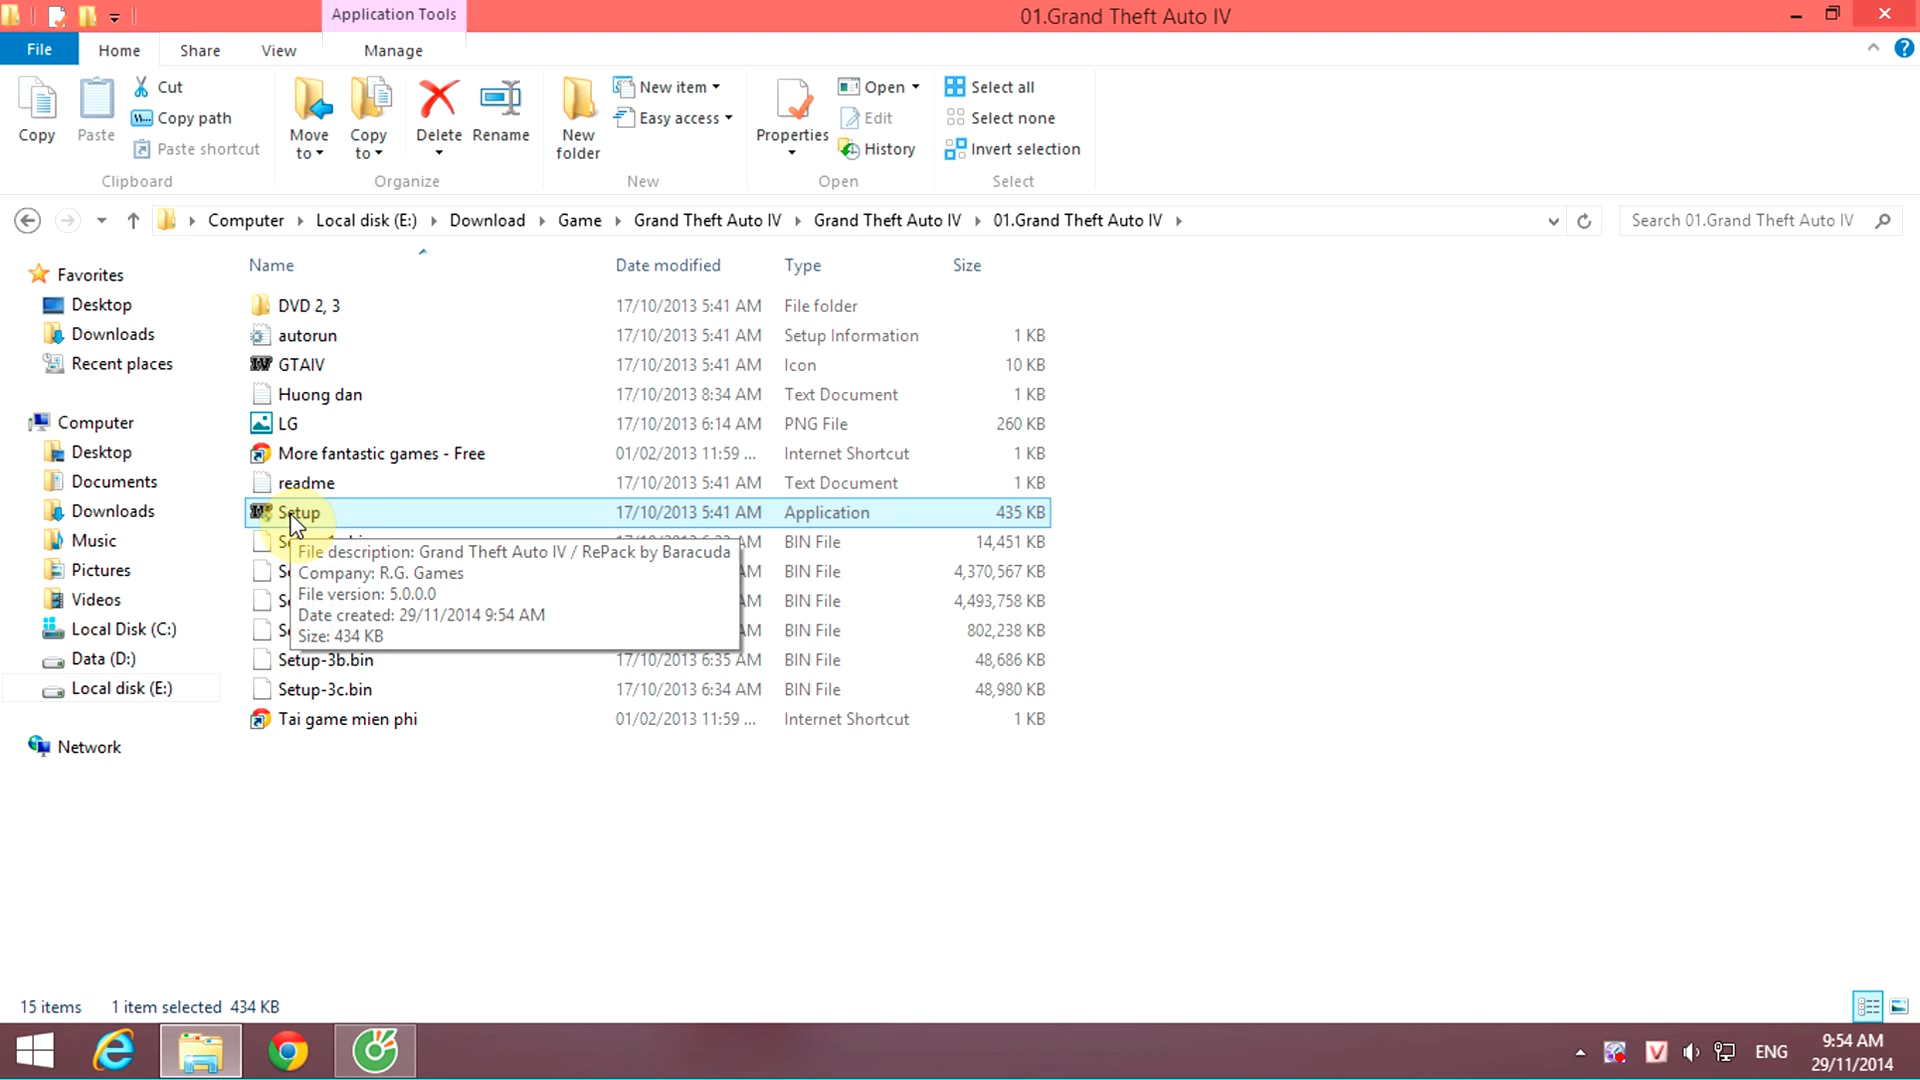 Application Tools
01.Grand Theft Auto IV
File
Home
Share
View
Manage
Copy
Paste
Cut
Copy path
Paste shortcut
Move to
Copy to
Delete
Rename
New folder
New item
Easy access
Properties
Open
Edit
History
Select all
Select none
Invert selection
Clipboard
Organize
New
Open
Select
Computer
Local disk (E:)
Download
Game
Grand Theft Auto IV
Grand Theft Auto IV
01.Grand Theft Auto IV
Search 01.Grand Theft Auto IV
Favorites
Desktop
Downloads
Recent places
Computer
Desktop
Documents
Downloads
Music
Pictures
Videos
Local Disk (C:)
Data (D:)
Local disk (E:)
Network
Name Date modified Type Size
DVD 2, 3 17/10/2013 5:41 AM File folder
autorun 17/10/2013 5:41 AM Setup Information 1 KB
GTAIV 17/10/2013 5:41 AM Icon 10 KB
Huong dan 17/10/2013 8:34 AM Text Document 1 KB
LG 17/10/2013 6:14 AM PNG File 260 KB
More fantastic games - Free 01/02/2013 11:59 ... Internet Shortcut 1 KB
readme 17/10/2013 5:41 AM Text Document 1 KB
Setup 17/10/2013 5:41 AM Application 435 KB
BIN File 14,451 KB
File description: Grand Theft Auto IV / RePack by Baracuda
Company: R.G. Games
File version: 5.0.0.0
Date created: 29/11/2014 9:54 AM
Size: 434 KB
AM BIN File 4,370,567 KB
AM BIN File 4,493,758 KB
AM BIN File 802,238 KB
Setup-3b.bin 17/10/2013 6:35 AM BIN File 48,686 KB
Setup-3c.bin 17/10/2013 6:34 AM BIN File 48,980 KB
Tai game mien phi 01/02/2013 11:59 ... Internet Shortcut 1 KB
15 items 1 item selected 434 KB
ENG
9:54 AM
29/11/2014